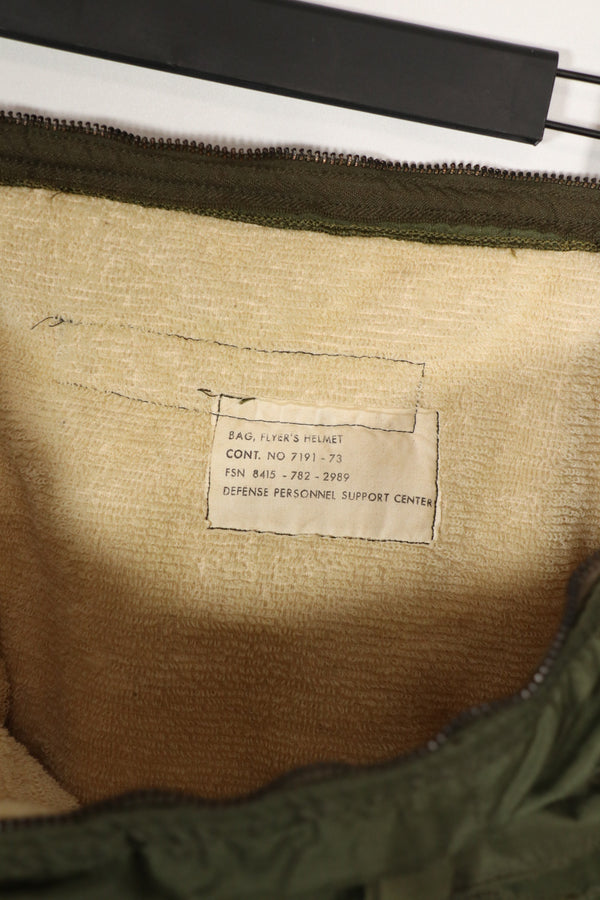 BAG, FLYER'S HELMET
CONT. NO 7191 - 73
FSN 8415 - 782 - 2989
DEFENSE PERSONNEL SUPPORT CENTER